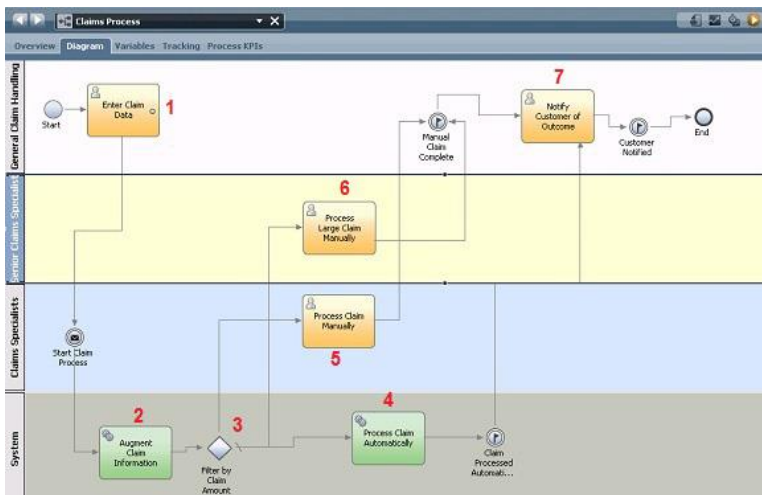 Claims Process
Overview Diagram Variables Tracking Process KPIs
General Claim Handling
Start
Enter Claim
Data
1
Manual
Claim
Complete
7
Notify
Customer of
Outcome
Customer
Notified
End
Senior Claims Specialist
6
Process
Large Claim
Manually
Claims Specialists
Start Claim
Process
Process Claim
Manually
5
System
2
Augment
Claim
Information
3
Filter by
Claim
Amount
4
Process Claim
Automatically
Claim
Processed
Automati...